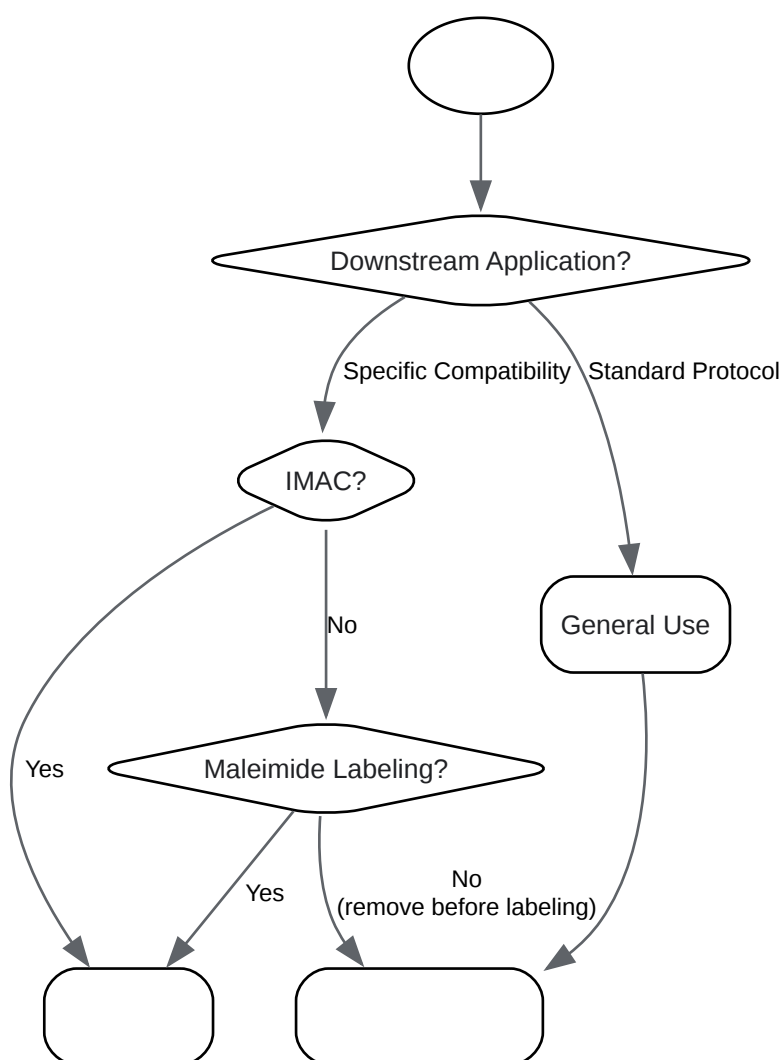 Downstream Application?
Specific Compatibility
Standard Protocol
IMAC?
No
General Use
Yes
Maleimide Labeling?
Yes
No
(remove before labeling)